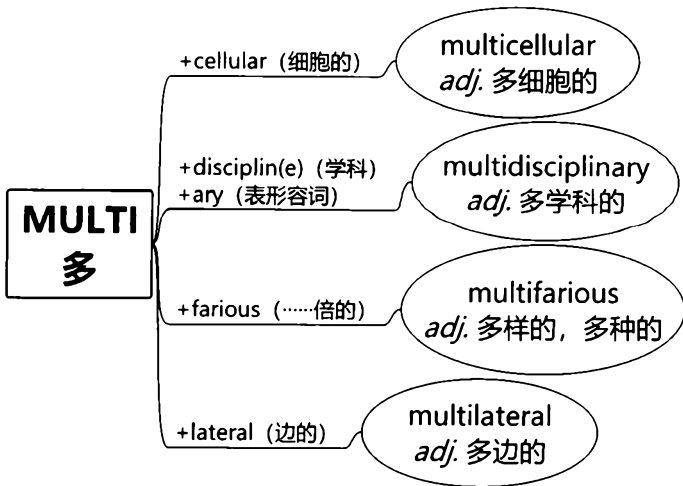 MULTI
多
+cellular（细胞的）
multicellular
adj. 多细胞的
+disciplin(e)（学科）
+ary（表形容词）
multidisciplinary
adj. 多学科的
+farious（……倍的）
multifarious
adj. 多样的，多种的
+lateral（边的）
multilateral
adj. 多边的